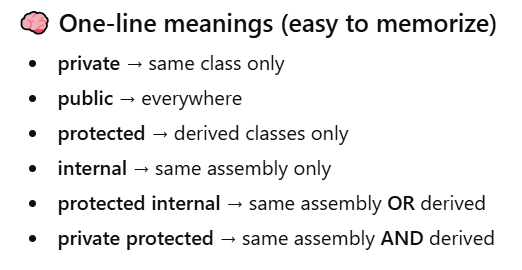 🧠 One-line meanings (easy to memorize)
• private → same class only
• public → everywhere
• protected → derived classes only
• internal → same assembly only
• protected internal → same assembly OR derived
• private protected → same assembly AND derived